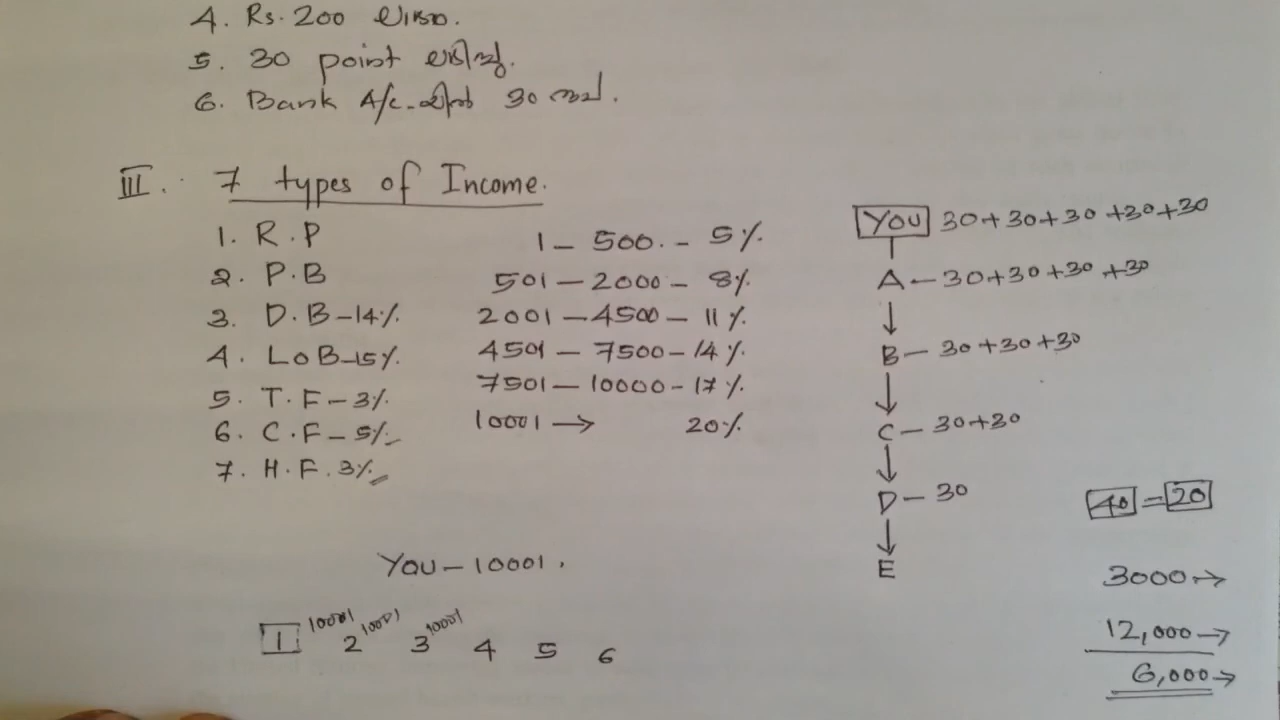 4. Rs. 200 ലാഭം.
5. 30 point ലഭിച്ചു.
6. Bank A/c-യിൽ 30 രൂപ.
III. 7 types of Income.
1. R.P
2. P.B
3. D.B-14%
4. LOB-15%
5. T.F-3%
6. C.F-5%
7. H.F. 3%
1-500.-5%
501-2000-8%
2001-4500-11%
4501-7500-14%
7501-10000-17%
10001→ 20%
YOU 30+30+30+30+30
A-30+30+30+30
↓
B-30+30+30
↓
C-30+30
↓
D-30
↓
E
40=20
3000→
12,000→
6,000→
YOU-10001.
10001 10001 10001
1 2 3 4 5 6